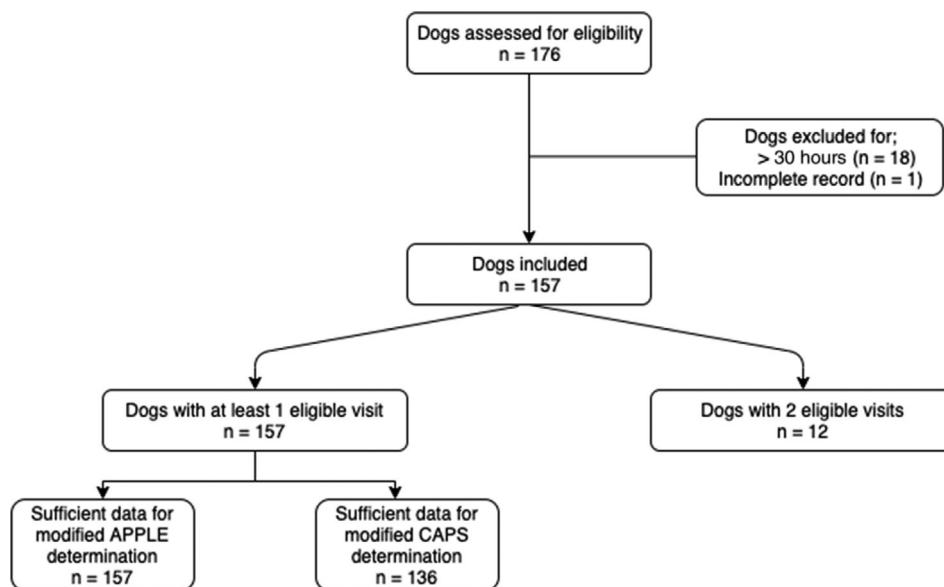 Dogs assessed for eligibility
n = 176
Dogs excluded for;
> 30 hours (n = 18)
Incomplete record (n = 1)
Dogs included
n = 157
Dogs with at least 1 eligible visit
n = 157
Dogs with 2 eligible visits
n = 12
Sufficient data for
modified APPLE
determination
n = 157
Sufficient data for
modified CAPS
determination
n = 136